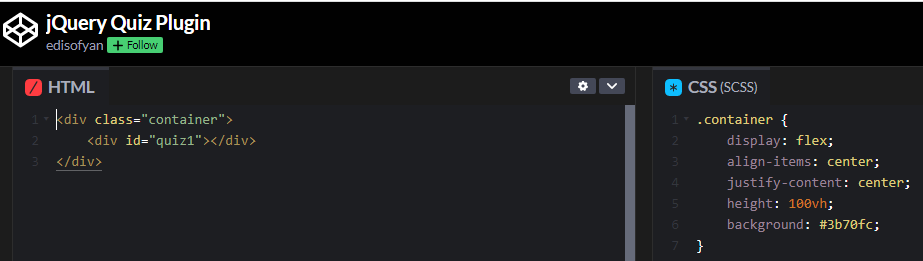 jQuery Quiz Plugin
edisofyan + Follow
/ HTML
1 <div class="container">
2 <div id="quiz1"></div>
3 </div>
* CSS (SCSS)
1 .container {
2 display: flex;
3 align-items: center;
4 justify-content: center;
5 height: 100vh;
6 background: #3b70fc;
7 }